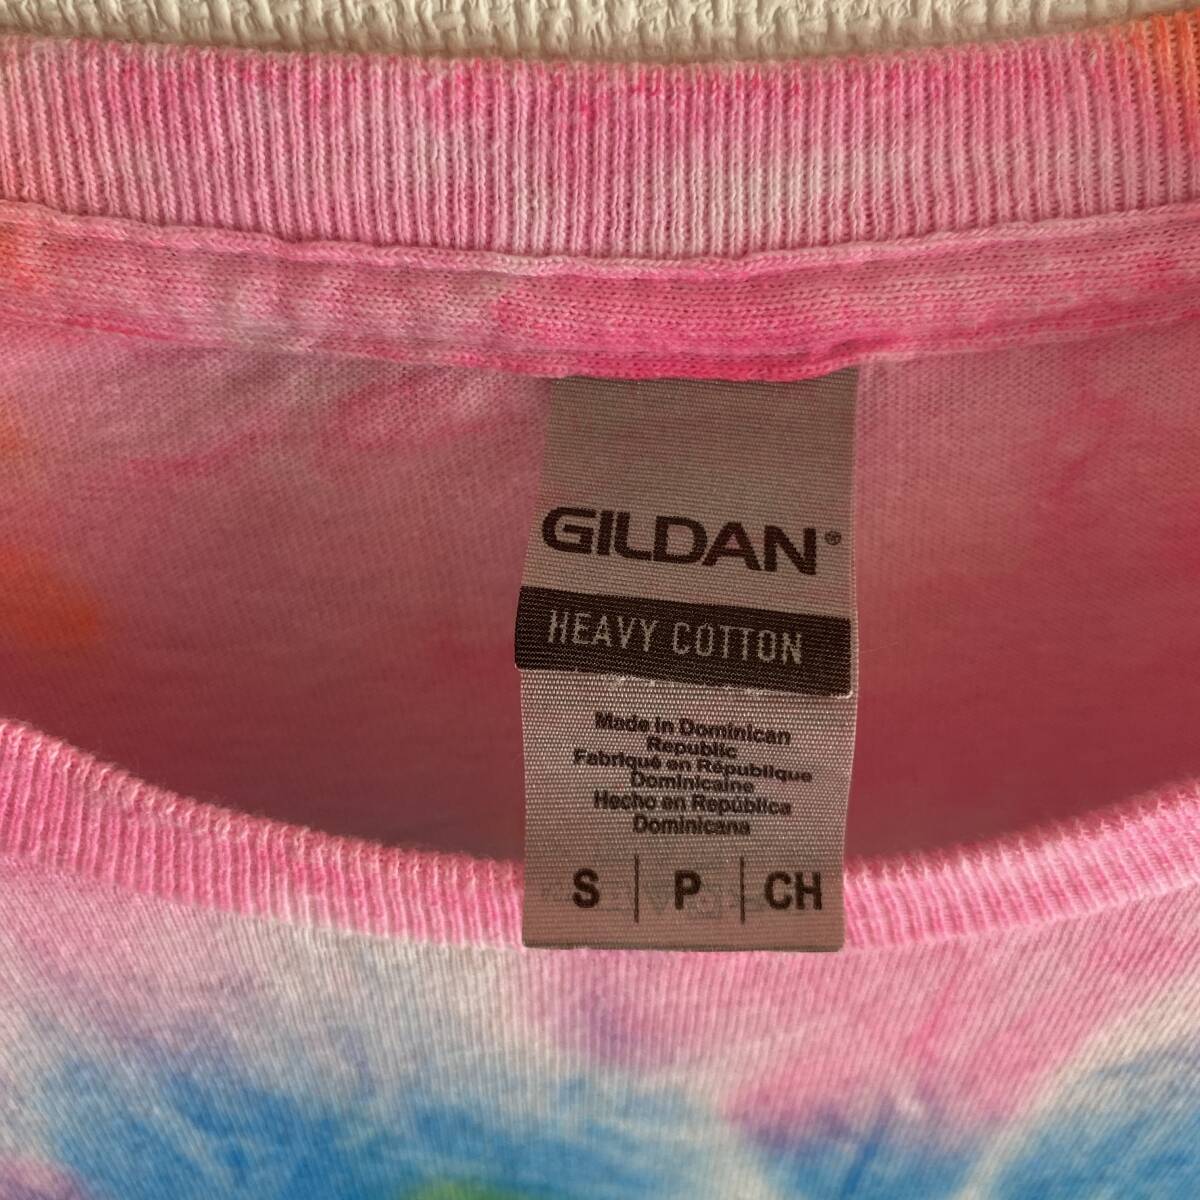 GILDAN®
HEAVY COTTON
Made in Dominican
Republic
Fabriqué en République
Dominicaine
Hecho en República
Dominicana
S | P | CH